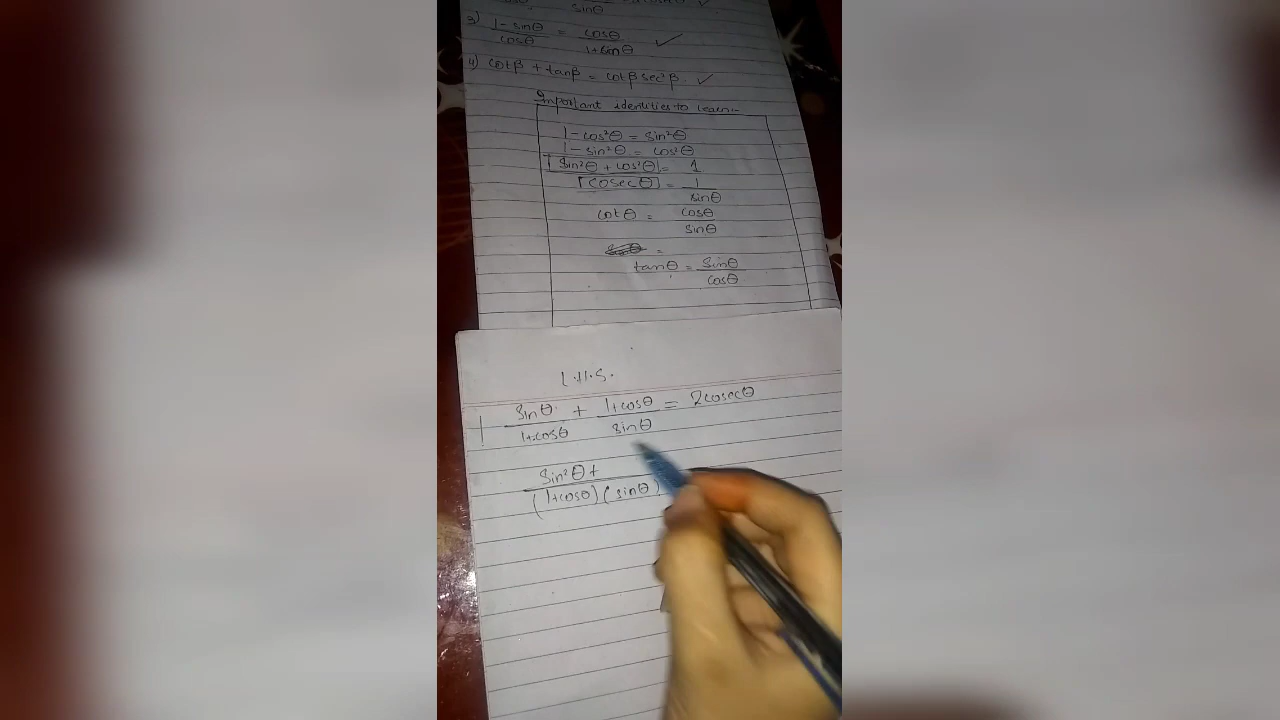 sinθ
3) 1-sinθ/cosθ = cosθ/1+sinθ ✓
4) cotβ + tanβ = cotβ sec²β. ✓
Important identities to learn
1-cos²θ = sin²θ
1-sin²θ = cos²θ
sin²θ + cos²θ = 1
cosecθ = 1/sinθ
cotθ = cosθ/sinθ
=
tanθ = sinθ/cosθ
L.H.S.
1 sinθ/1+cosθ + 1+cosθ/sinθ = 2cosecθ
sin²θ +/(1+cosθ)(sinθ)